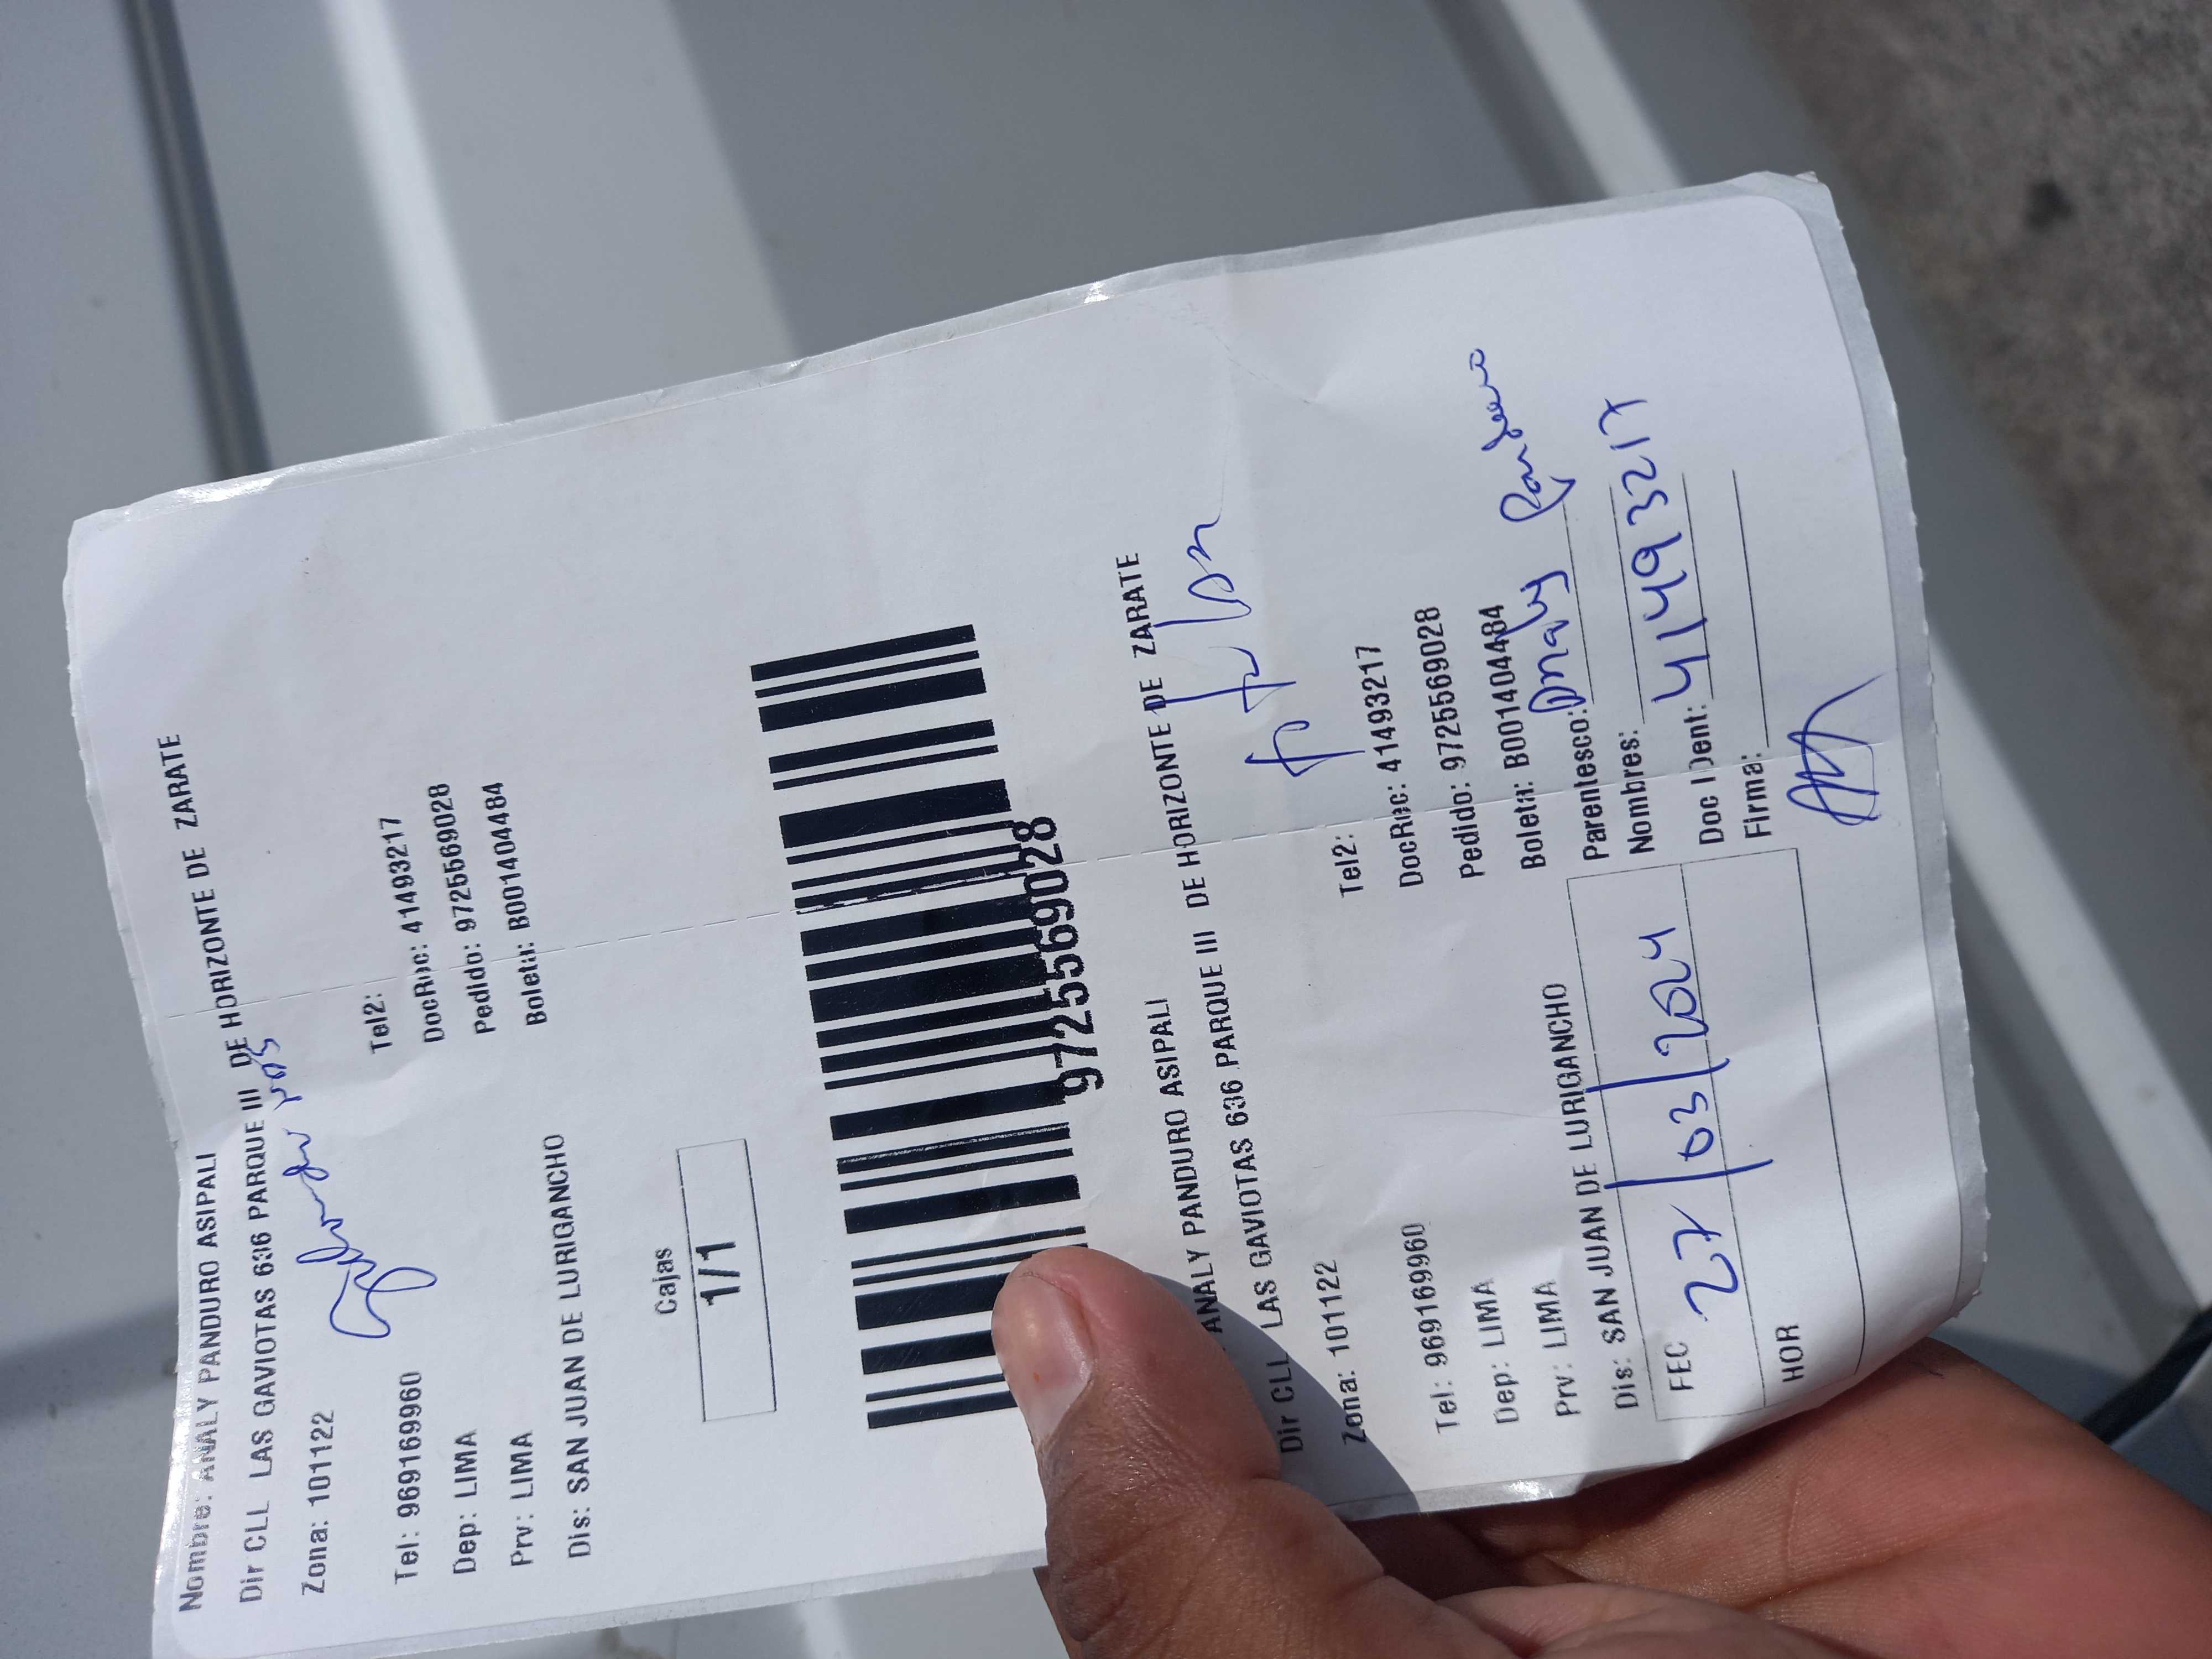 Nombre: ANALY PANDURO ASIPALI
Dir CLL LAS GAVIOTAS 636 PARQUE III DE HORIZONTE DE ZARATE
Zona: 101122
Tel: 969169960
Tel2:
Dep: LIMA
DocRuc: 41493217
Prv: LIMA
Pedido: 9725569028
Dis: SAN JUAN DE LURIGANCHO
Boleta: B001404484
Cajas
1/1
9725569028
ANALY PANDURO ASIPALI
Dir CLL LAS GAVIOTAS 636 PARQUE III DE HORIZONTE DE ZARATE
Zona: 101122
Tel: 969169960
Tel2:
Dep: LIMA
DocRuc: 41493217
Prv: LIMA
Pedido: 9725569028
Dis: SAN JUAN DE LURIGANCHO
Boleta: B001404484
FEC 27/03/2024
Parentesco: Analy Panduro
Nombres:
HOR
Doc IDent: 41493217
Firma: